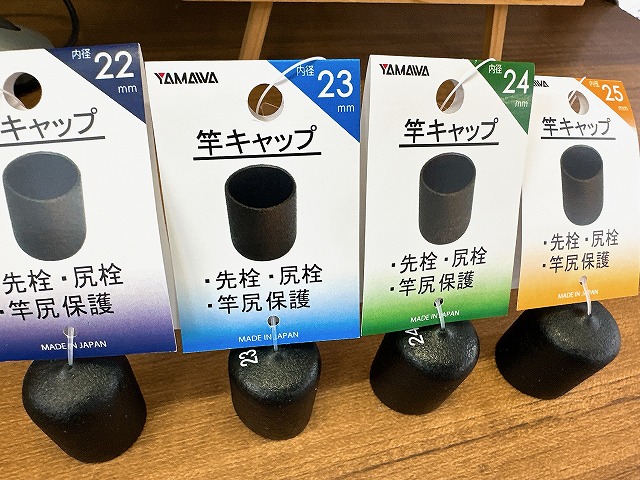 内径
22
mm
キャップ
・先栓・尻栓
・竿尻保護
MADE IN JAPAN
YAMAWA
内径
23
mm
竿キャップ
・先栓・尻栓
・竿尻保護
MADE IN JAPAN
23
YAMAWA
内径
24
mm
竿キャップ
・先栓・尻栓
・竿尻保護
MADE IN JAPAN
24
内径
25
mm
竿キャップ
・先栓・尻栓
・竿尻保護
MADE IN JAPAN